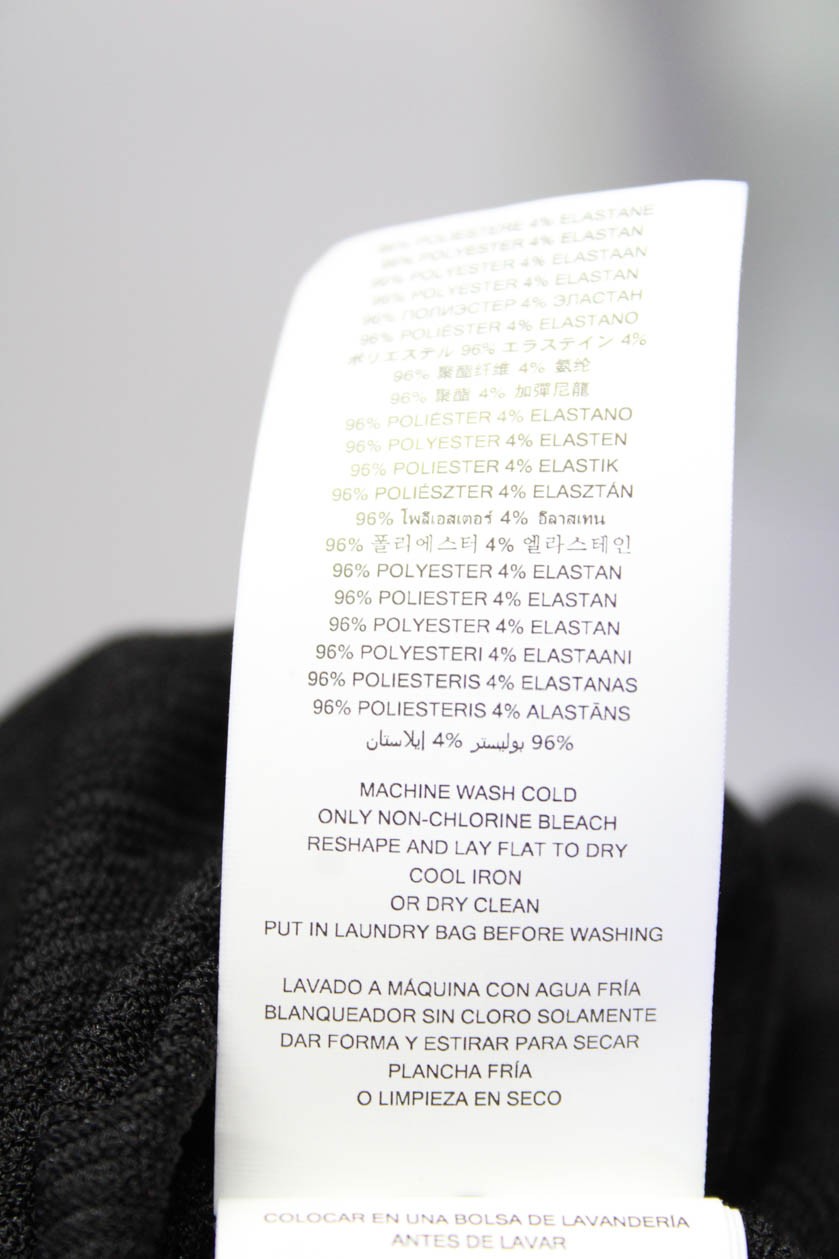 96% POLIESTERE 4% ELASTANE
96% POLYESTER 4% ELASTAN
96% POLYESTER 4% ELASTAAN
96% POLYESTER 4% ELASTAN
96% ПОЛИЭСТЕР 4% ЭЛАСТАН
96% POLIÉSTER 4% ELASTANO
ポリエステル 96% エラステイン 4%
96% 聚酯纤维 4% 氨纶
96% 聚酯 4% 加彈尼龍
96% POLIÉSTER 4% ELASTANO
96% POLYESTER 4% ELASTEN
96% POLIESTER 4% ELASTIK
96% POLIÉSZTER 4% ELASZTÁN
96% ไพลีเอสเตอร์ 4% อีลาสเทน
96% 폴리에스터 4% 엘라스테인
96% POLYESTER 4% ELASTAN
96% POLIESTER 4% ELASTAN
96% POLYESTER 4% ELASTAN
96% POLYESTERI 4% ELASTAANI
96% POLIESTERIS 4% ELASTANAS
96% POLIESTERIS 4% ALASTĀNS
96% بوليستر 4% إيلاستان
MACHINE WASH COLD
ONLY NON-CHLORINE BLEACH
RESHAPE AND LAY FLAT TO DRY
COOL IRON
OR DRY CLEAN
PUT IN LAUNDRY BAG BEFORE WASHING
LAVADO A MÁQUINA CON AGUA FRÍA
BLANQUEADOR SIN CLORO SOLAMENTE
DAR FORMA Y ESTIRAR PARA SECAR
PLANCHA FRÍA
O LIMPIEZA EN SECO
COLOCAR EN UNA BOLSA DE LAVANDERÍA
ANTES DE LAVAR